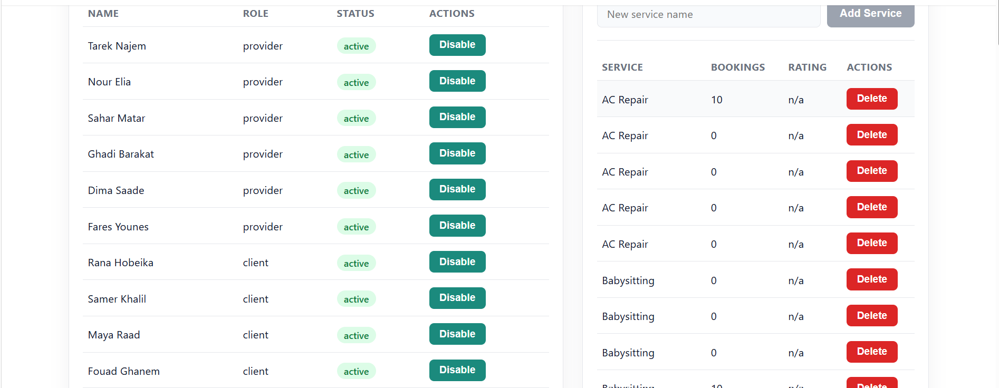 NAME ROLE STATUS ACTIONS
Tarek Najem provider active Disable
Nour Elia provider active Disable
Sahar Matar provider active Disable
Ghadi Barakat provider active Disable
Dima Saade provider active Disable
Fares Younes provider active Disable
Rana Hobeika client active Disable
Samer Khalil client active Disable
Maya Raad client active Disable
Fouad Ghanem client active Disable
New service name Add Service
SERVICE BOOKINGS RATING ACTIONS
AC Repair 10 n/a Delete
AC Repair 0 n/a Delete
AC Repair 0 n/a Delete
AC Repair 0 n/a Delete
AC Repair 0 n/a Delete
Babysitting 0 n/a Delete
Babysitting 0 n/a Delete
Babysitting 0 n/a Delete
Babysitting 10 n/a Delete